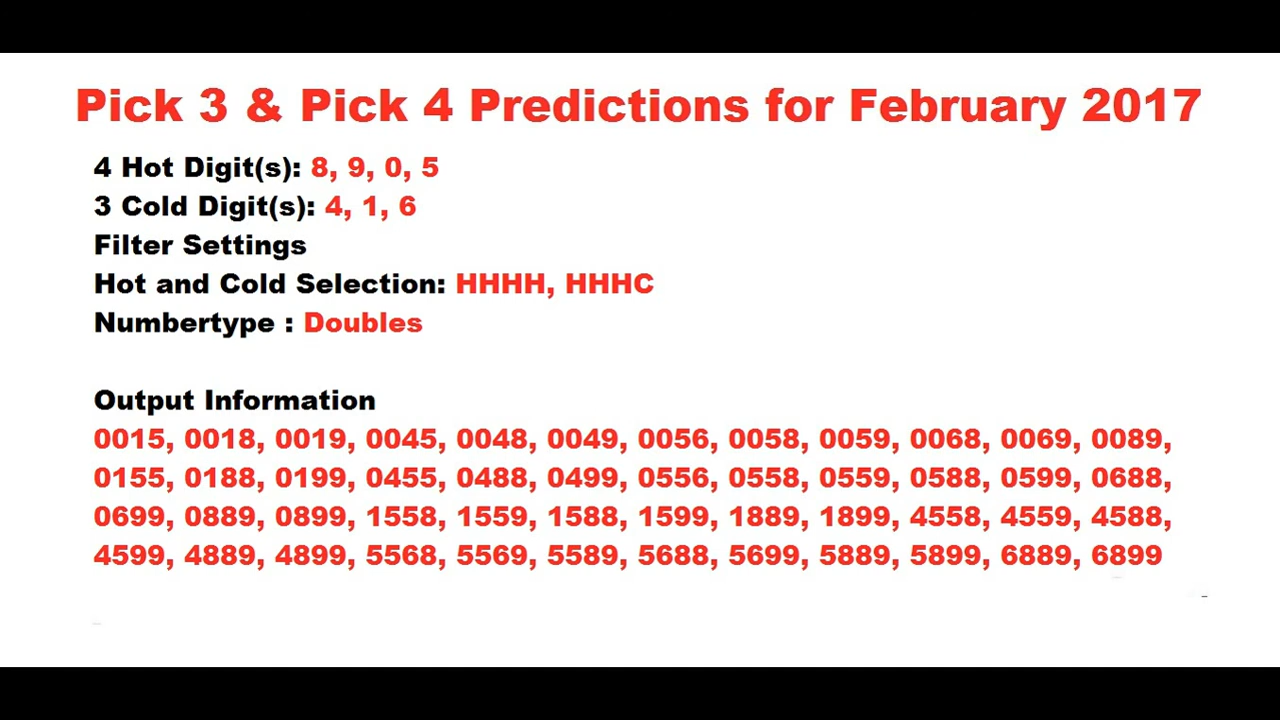 Pick 3 & Pick 4 Predictions for February 2017
4 Hot Digit(s): 8, 9, 0, 5
3 Cold Digit(s): 4, 1, 6
Filter Settings
Hot and Cold Selection: HHHH, HHHC
Numbertype : Doubles
Output Information
0015, 0018, 0019, 0045, 0048, 0049, 0056, 0058, 0059, 0068, 0069, 0089,
0155, 0188, 0199, 0455, 0488, 0499, 0556, 0558, 0559, 0588, 0599, 0688,
0699, 0889, 0899, 1558, 1559, 1588, 1599, 1889, 1899, 4558, 4559, 4588,
4599, 4889, 4899, 5568, 5569, 5589, 5688, 5699, 5889, 5899, 6889, 6899